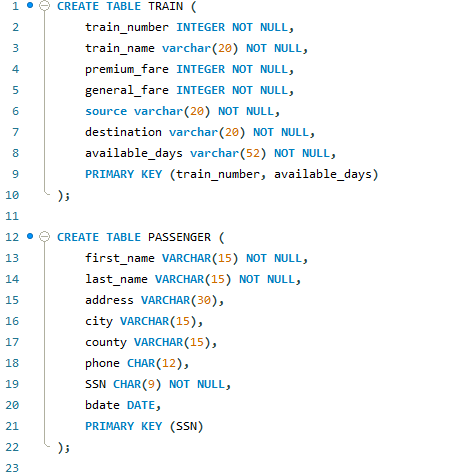 1 CREATE TABLE TRAIN (
2 train_number INTEGER NOT NULL,
3 train_name varchar(20) NOT NULL,
4 premium_fare INTEGER NOT NULL,
5 general_fare INTEGER NOT NULL,
6 source varchar(20) NOT NULL,
7 destination varchar(20) NOT NULL,
8 available_days varchar(52) NOT NULL,
9 PRIMARY KEY (train_number, available_days)
10 );
11
12 CREATE TABLE PASSENGER (
13 first_name VARCHAR(15) NOT NULL,
14 last_name VARCHAR(15) NOT NULL,
15 address VARCHAR(30),
16 city VARCHAR(15),
17 county VARCHAR(15),
18 phone CHAR(12),
19 SSN CHAR(9) NOT NULL,
20 bdate DATE,
21 PRIMARY KEY (SSN)
22 );
23